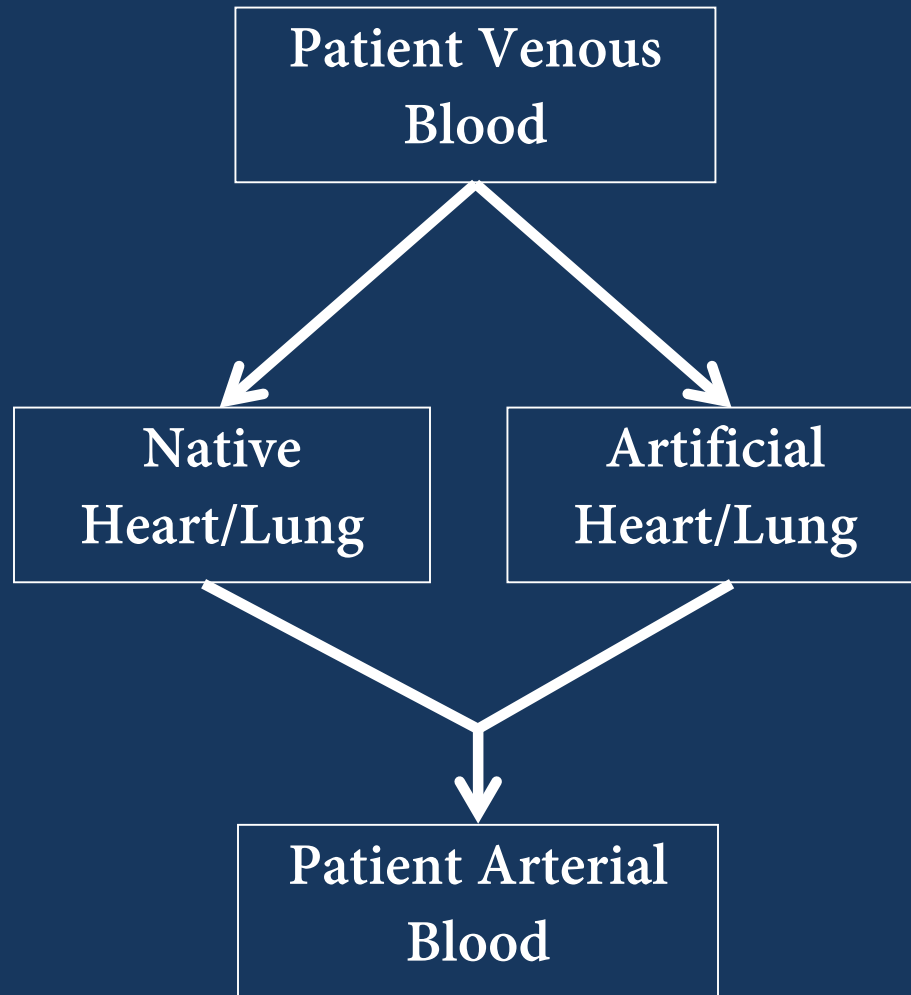 Patient Venous
Blood
Native
Heart/Lung
Artificial
Heart/Lung
Patient Arterial
Blood